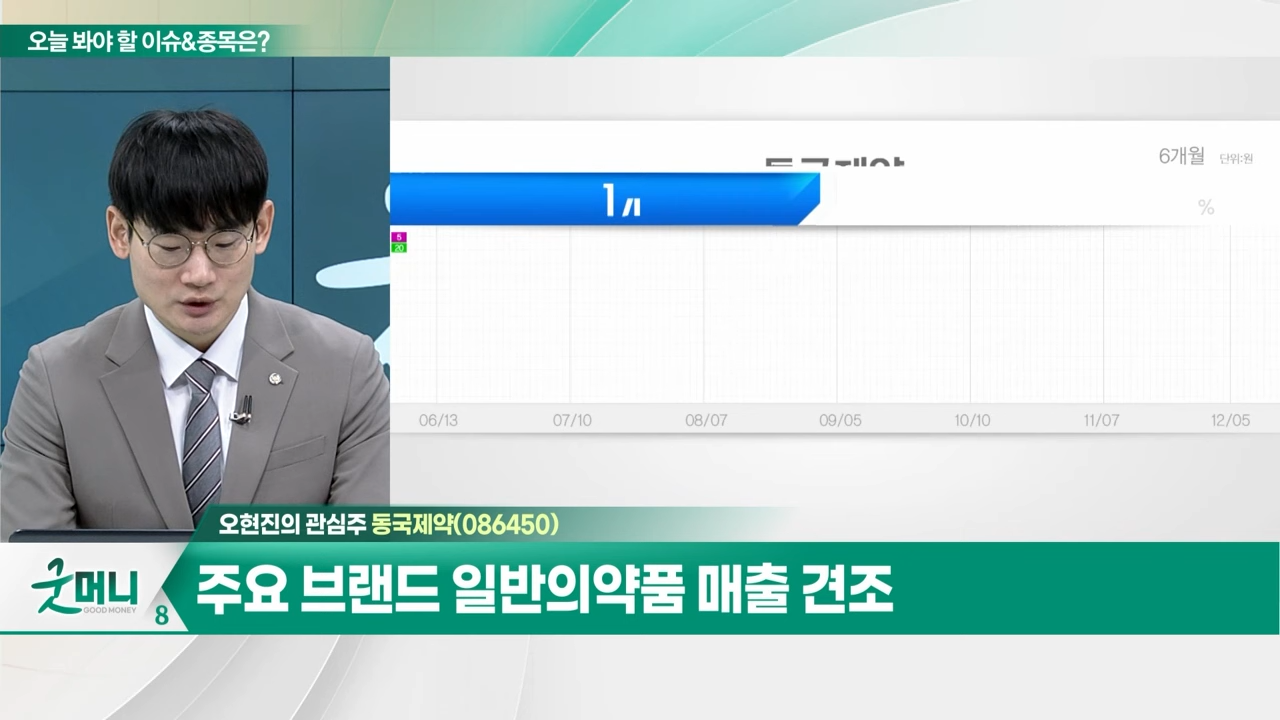 오늘 봐야 할 이슈&종목은?
6개월 단위:원
%
5
20
06/13 07/10 08/07 09/05 10/10 11/07 12/05
오현진의 관심주 동국제약(086450)
주요 브랜드 일반의약품 매출 견조
굿머니
GOOD MONEY
8